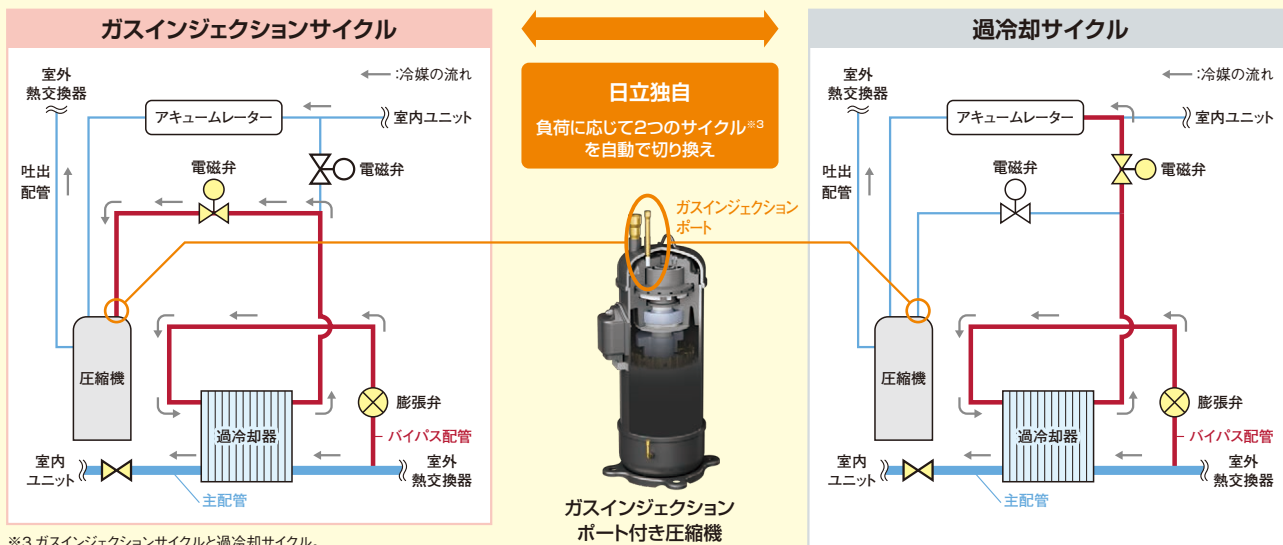 ガスインジェクションサイクル
室外
熱交換器
:冷媒の流れ
アキュームレーター
室内ユニット
吐出
配管
電磁弁
電磁弁
圧縮機
過冷却器
膨張弁
バイパス配管
室内
ユニット
室外
熱交換器
主配管
※3 ガスインジェクションサイクルと過冷却サイクル。
日立独自
負荷に応じて2つのサイクル※3
を自動で切り換え
ガスインジェクション
ポート
ガスインジェクション
ポート付き圧縮機
過冷却サイクル
室外
熱交換器
:冷媒の流れ
アキュームレーター
室内ユニット
吐出
配管
電磁弁
電磁弁
圧縮機
過冷却器
膨張弁
バイパス配管
室内
ユニット
室外
熱交換器
主配管